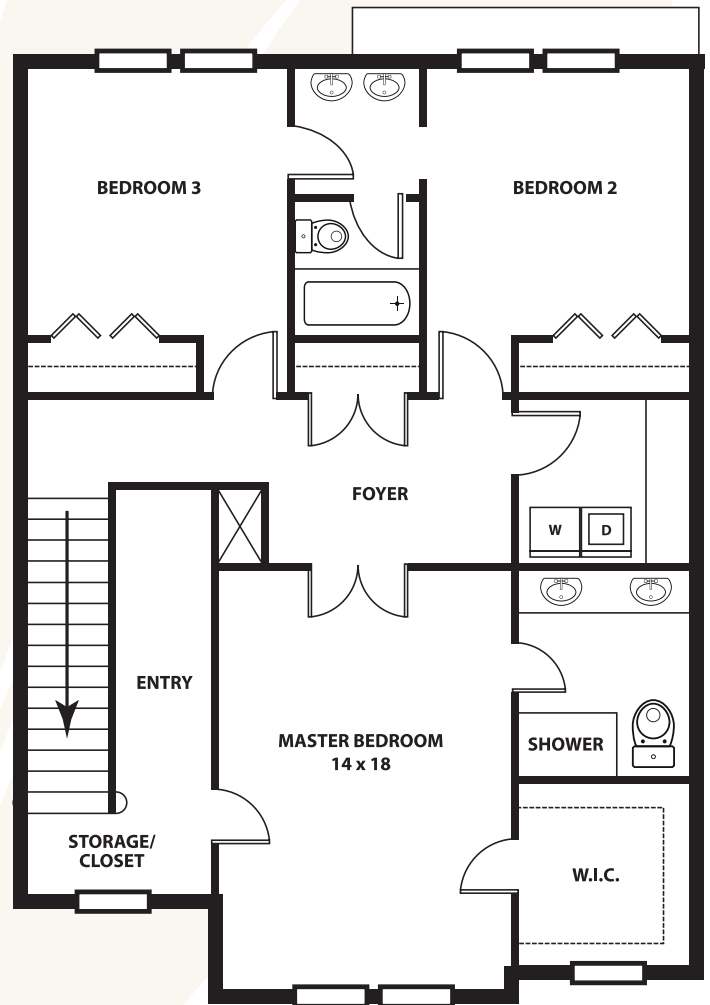 BEDROOM 3
BEDROOM 2
FOYER
W
D
ENTRY
MASTER BEDROOM
14 x 18
SHOWER
STORAGE/
CLOSET
W.I.C.